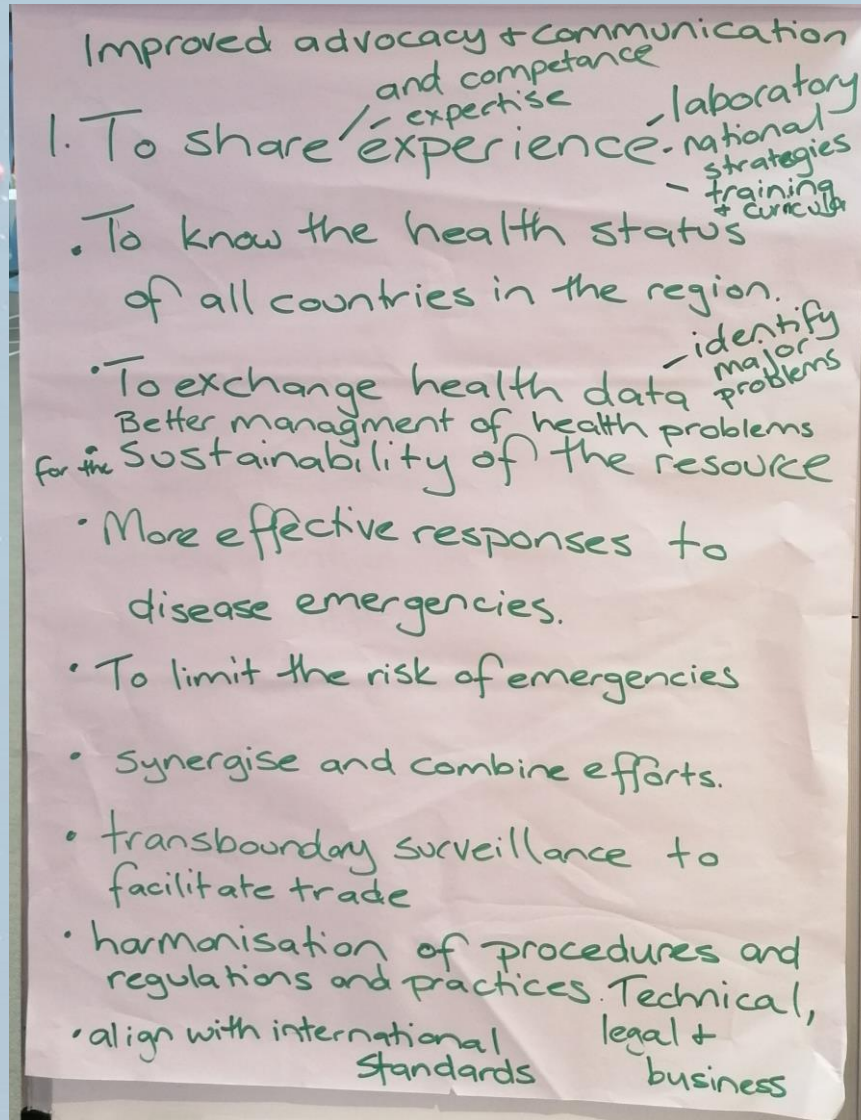 Improved advocacy + communication
and competance
- expertise
1. To share experience
- laboratory
- national
strategies
- training
+ curricula
. To know the health status
of all countries in the region.
• To exchange health data
- identify
major
problems
Better managment of health problems
for the Sustainability of the resource
• More effective responses to
disease emergencies.
• To limit the risk of emergencies
• synergise and combine efforts.
• transboundary surveillance to
facilitate trade
• harmonisation of procedures and
regulations and practices. Technical,
legal +
business
• align with international
Standards